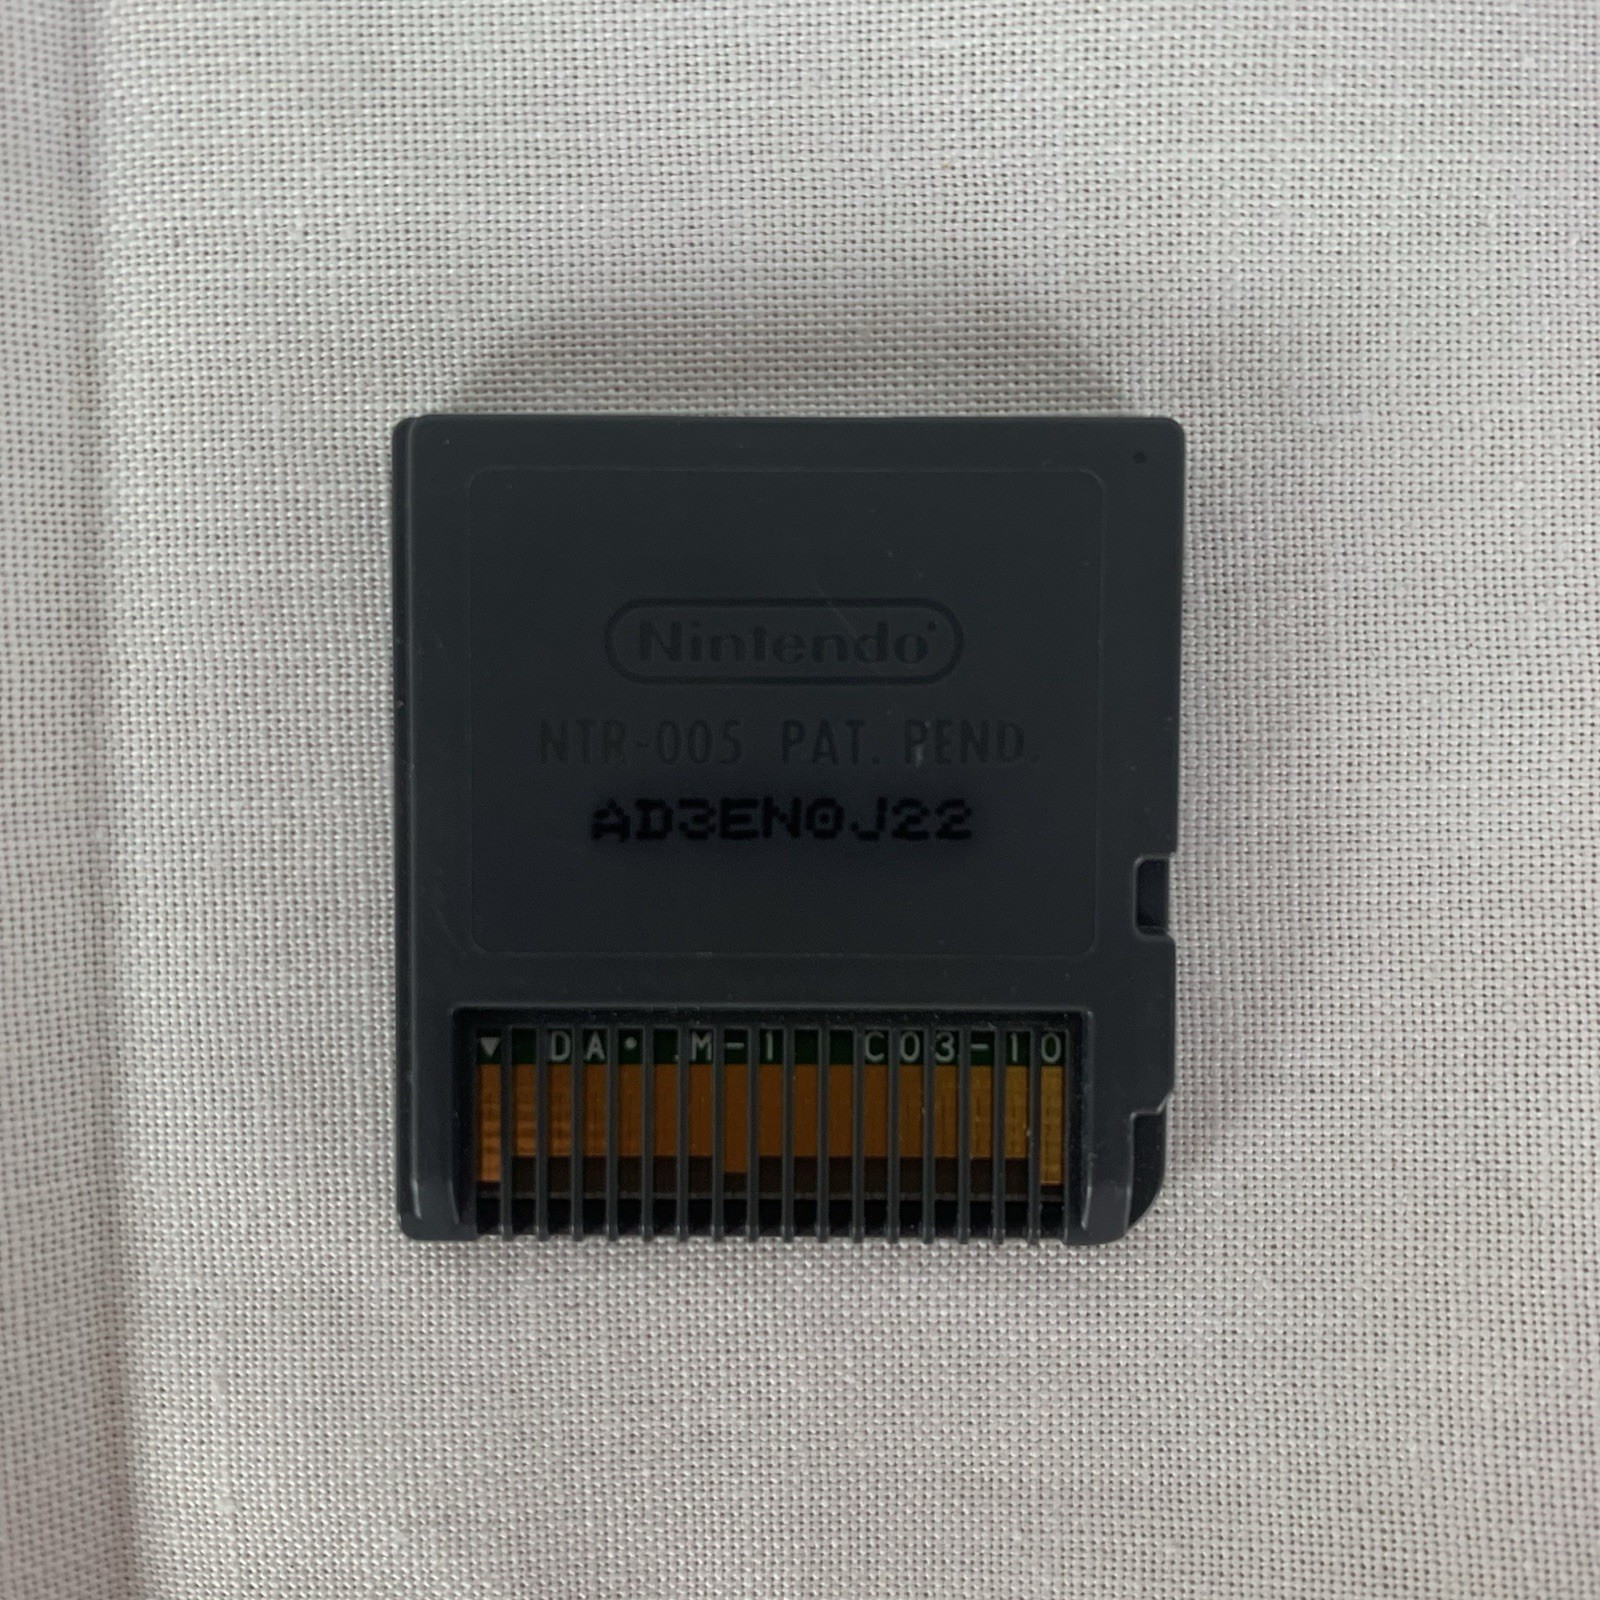 Nintendo
NTR-005 PAT. PEND.
AD3EN0J22
▼ DA• M-1 C03-10